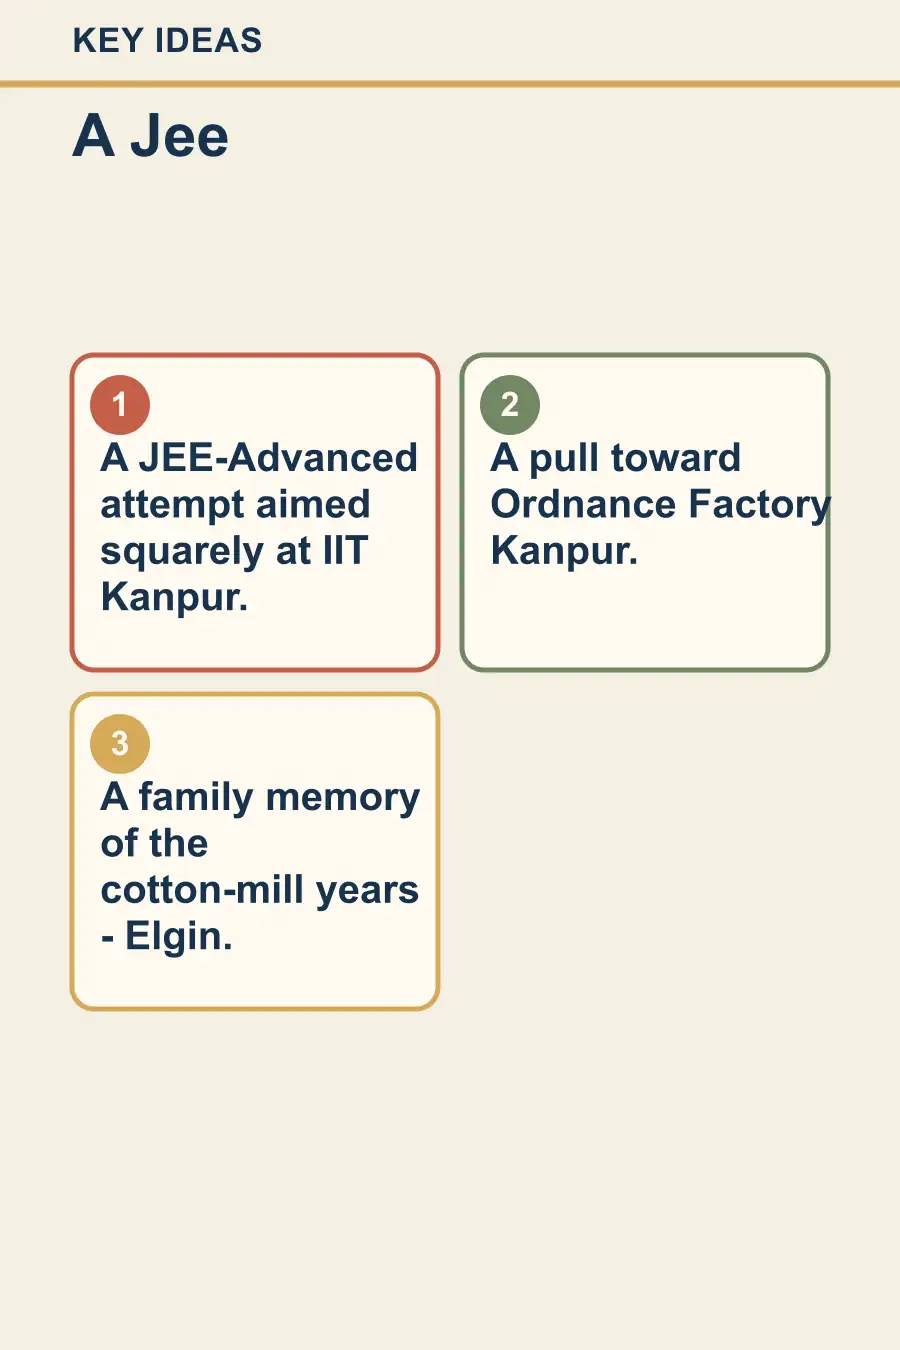 KEY IDEAS
A Jee
1
A JEE-Advanced
attempt aimed
squarely at IIT
Kanpur.
2
A pull toward
Ordnance Factory
Kanpur.
3
A family memory
of the
cotton-mill years
- Elgin.